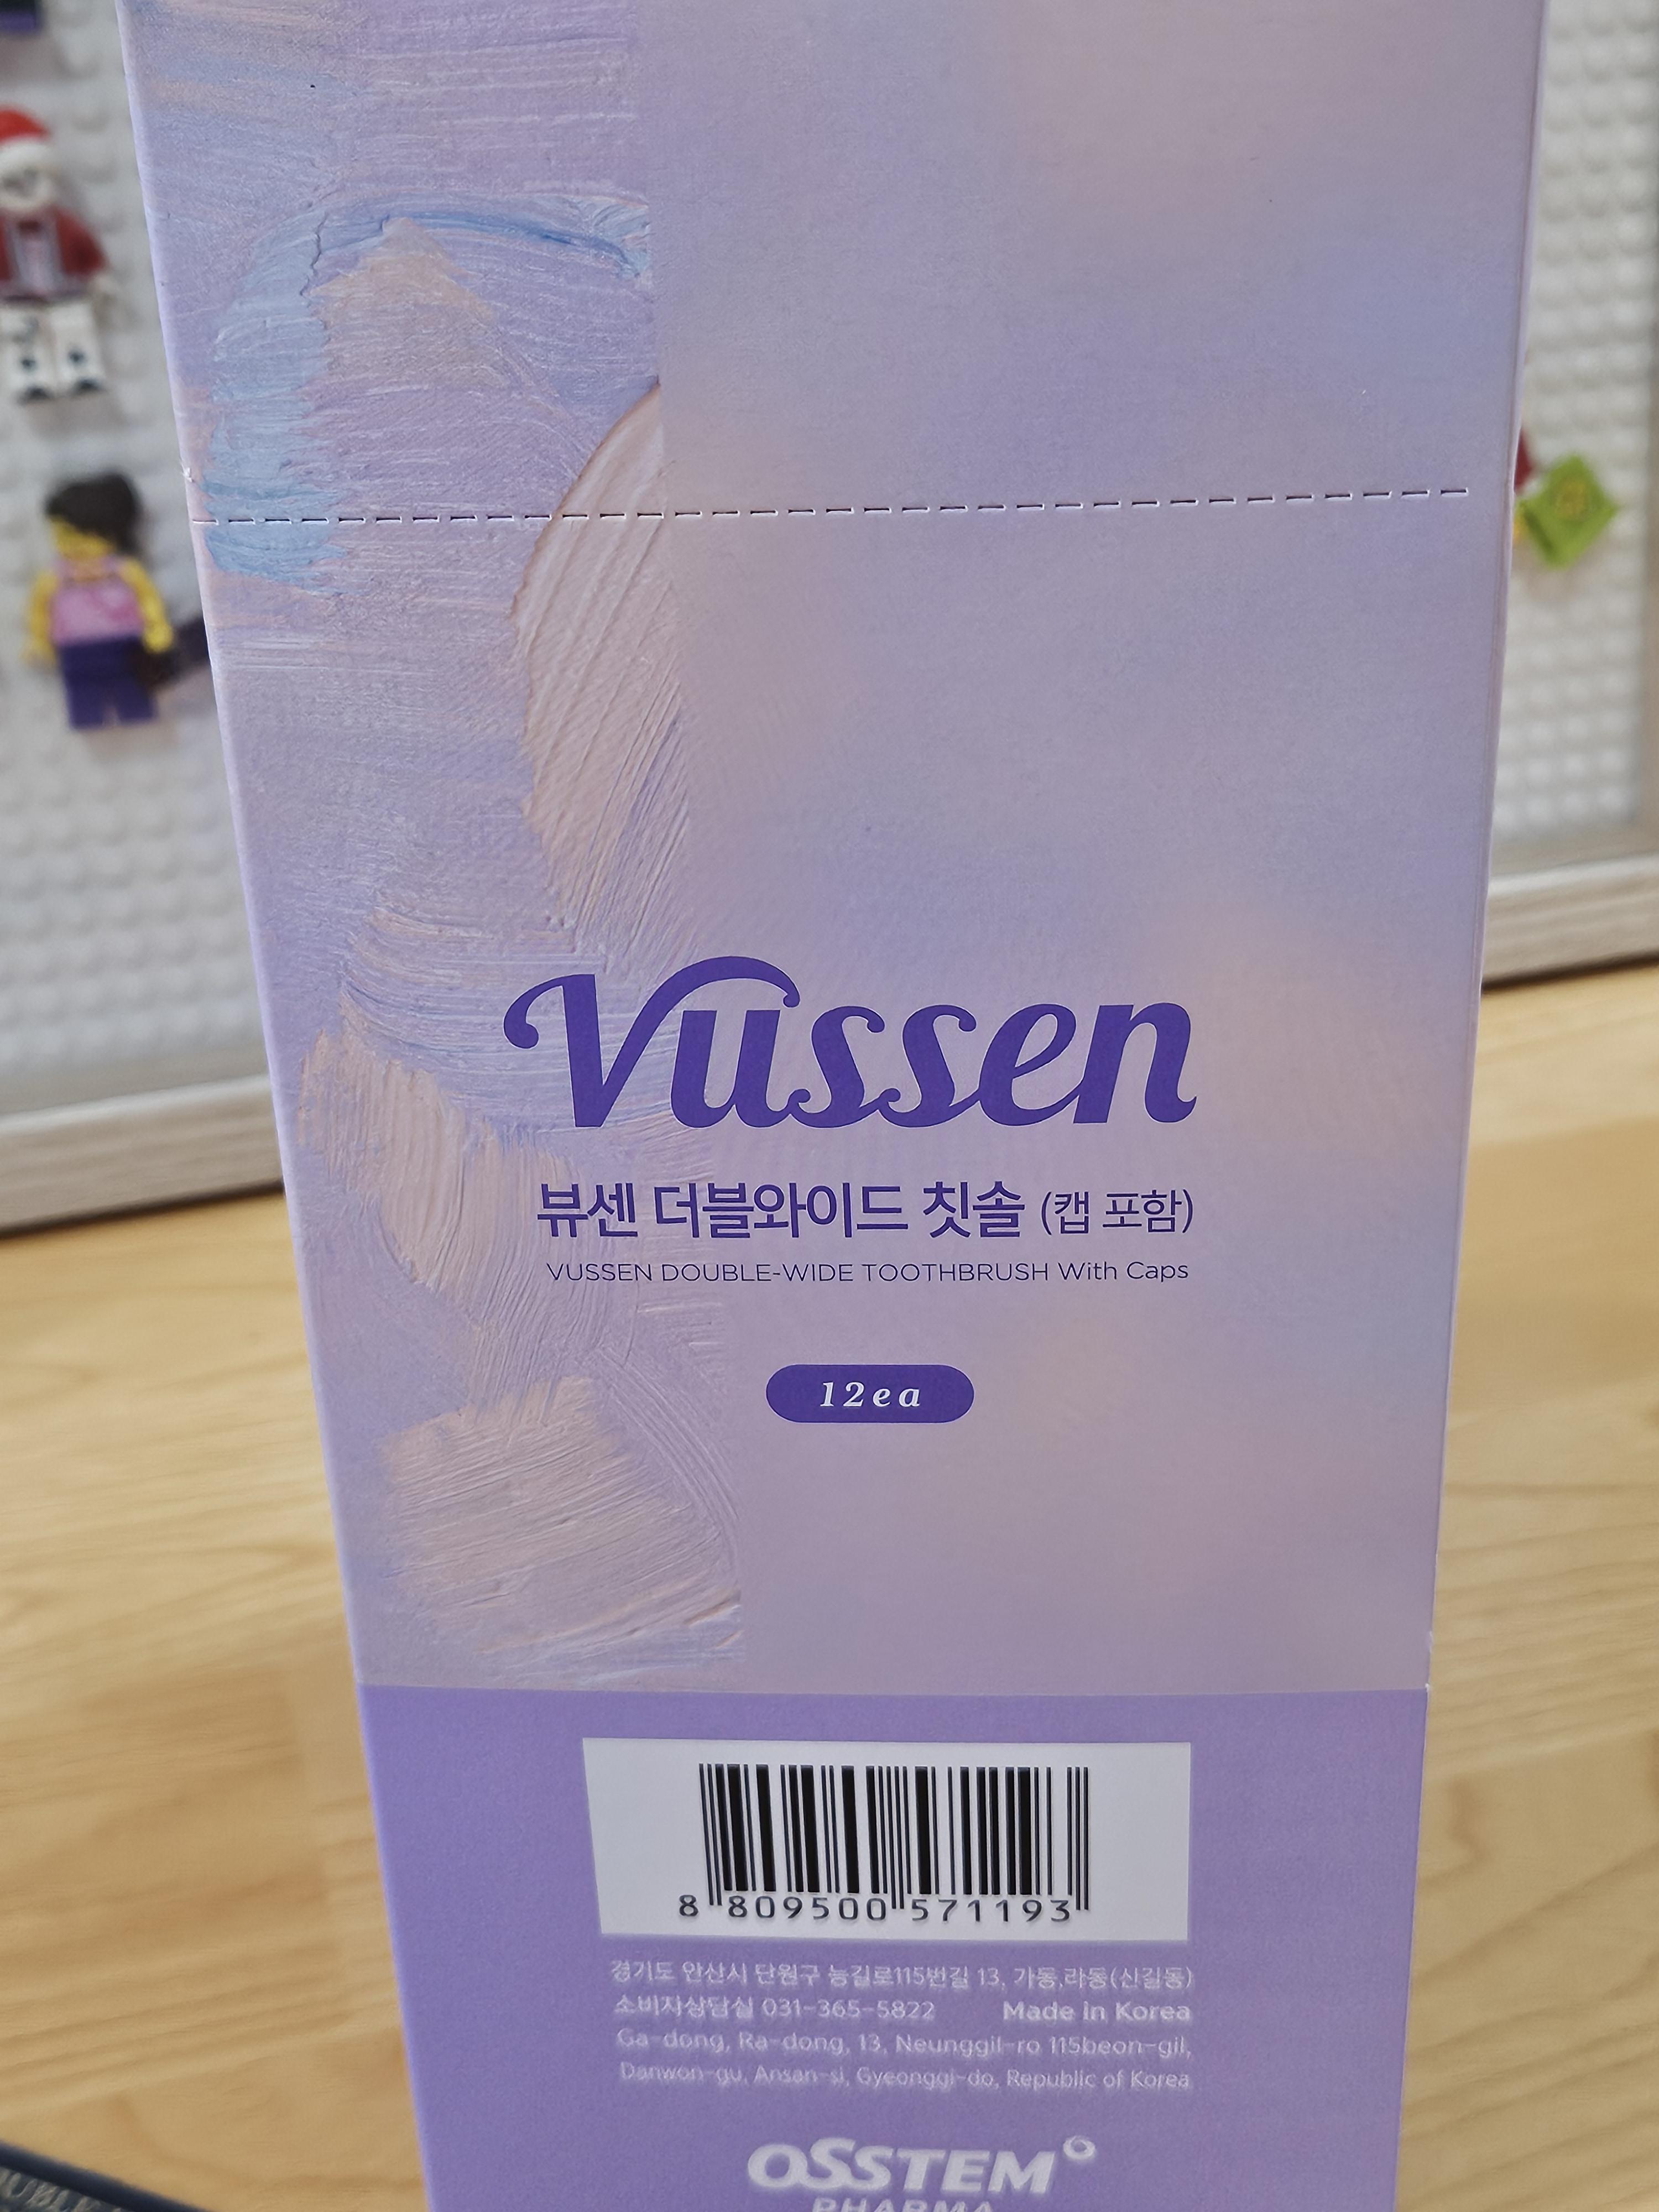 Vussen
뷰센 더블와이드 칫솔 (캡 포함)
VUSSEN DOUBLE-WIDE TOOTHBRUSH With Caps
12ea
8 809500 571193
경기도 안산시 단원구 능길로115번길 13, 가동,라동(신길동)
소비자상담실 031-365-5822 Made in Korea
Ga-dong, Ra-dong, 13, Neunggil-ro 115beon-gil,
Danwon-gu, Ansan-si, Gyeonggi-do, Republic of Korea
OSSTEM
PHARMA